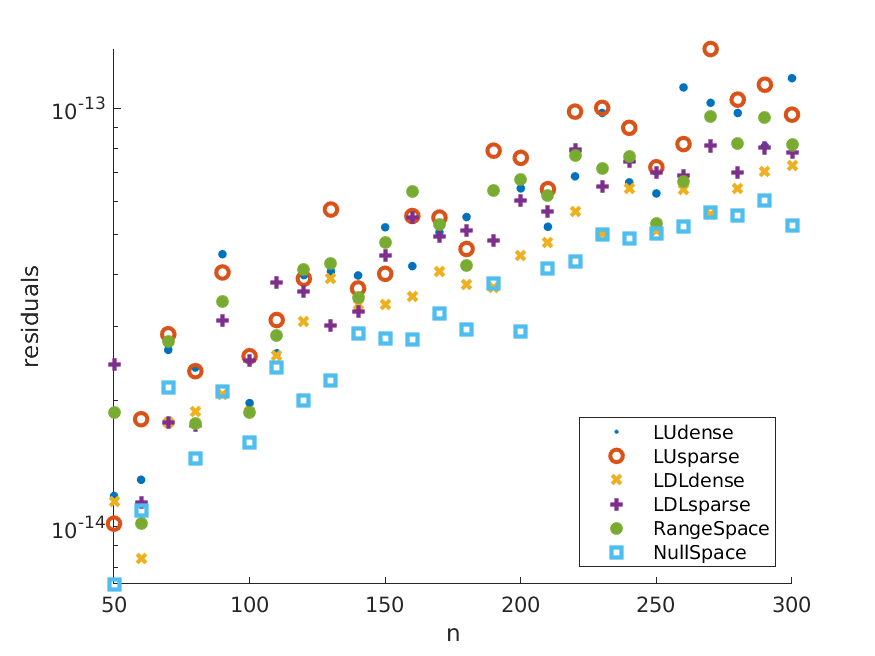 10^-13
residuals
10^-14
LUdense
LUsparse
LDLdense
LDLsparse
RangeSpace
NullSpace
50 100 150 200 250 300
n